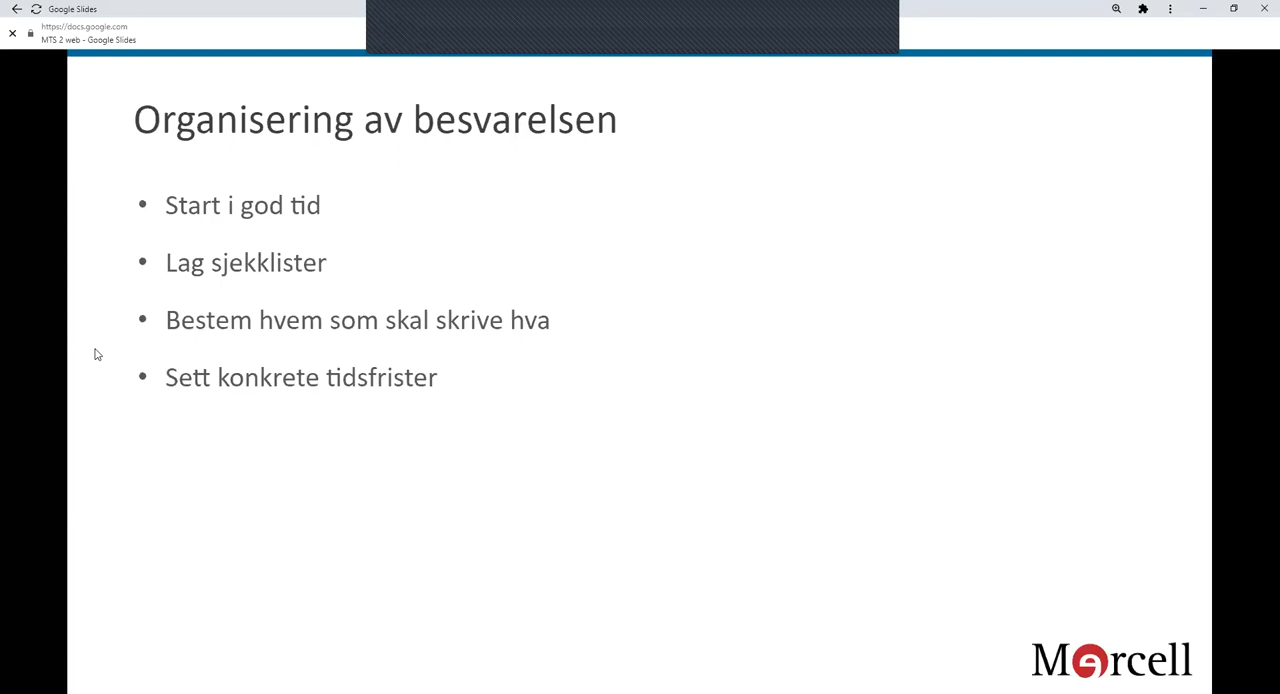 Google Slides
https://docs.google.com
MTS 2 web - Google Slides
Organisering av besvarelsen
• Start i god tid
• Lag sjekklister
• Bestem hvem som skal skrive hva
• Sett konkrete tidsfrister
Mercell